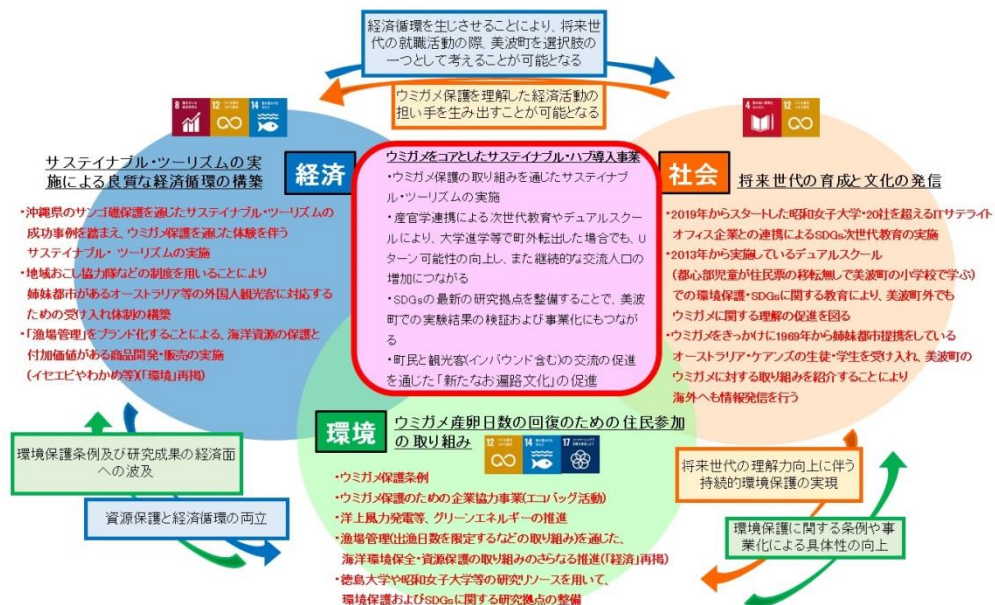 経済循環を生じさせることにより、将来世
代の就職活動の際、美波町を選択肢の
一つとして考えることが可能となる
ウミガメ保護を理解した経済活動の
担い手を生み出すことが可能となる
8
12
14
4
12
サステイナブル・ツーリズムの実
施による良質な経済循環の構築
経済
・沖縄県のサンゴ礁保護を通じたサステイナブル・ツーリズムの
成功事例を踏まえ、ウミガメ保護を通じた体験を伴う
サステイナブル・ツーリズムの実施
・地域おこし協力隊などの制度を用いることにより
姉妹都市があるオーストラリア等の外国人観光客に対応する
ための受け入れ体制の構築
・「漁場管理」をブランド化することによる、海洋資源の保護と
付加価値がある商品開発・販売の実施
(イセエビやわかめ等)(「環境」再掲)
ウミガメをコアとしたサステイナブル・ハブ導入事業
・ウミガメ保護の取り組みを通じたサステイナブ
ル・ツーリズムの実施
・産官学連携による次世代教育やデュアルスクー
ルにより、大学進学等で町外転出した場合でも、U
ターン可能性の向上し、また継続的な交流人口の
増加につながる
・SDGsの最新の研究拠点を整備することで、美波
町での実験結果の検証および事業化にもつなが
る
・町民と観光客(インバウンド含む)の交流の促進
を通じた「新たなお遍路文化」の促進
社会
将来世代の育成と文化の発信
・2019年からスタートした昭和女子大学・20社を超えるITサテライト
オフィス企業との連携によるSDGs次世代教育の実施
・2013年から実施しているデュアルスクール
(都心部児童が住民票の移転無しで美波町の小学校で学ぶ)
での環境保護・SDGsに関する教育により、美波町外でも
ウミガメに関する理解の促進を図る
・ウミガメをきっかけに1969年から姉妹都市提携をしている
オーストラリア・ケアンズの生徒・学生を受け入れ、美波町の
ウミガメに対する取り組みを紹介することにより
海外へも情報発信を行う
環境
ウミガメ産卵日数の回復のための住民参加
の取り組み
12
14
17
・ウミガメ保護条例
・ウミガメ保護のための企業協力事業(エコバッグ活動)
・洋上風力発電等、グリーンエネルギーの推進
・漁場管理(出漁日数を限定するなどの取り組み)を通じた、
海洋環境保全・資源保護の取り組みのさらなる推進(「経済」再掲)
・徳島大学や昭和女子大学等の研究リソースを用いて、
環境保護およびSDGsに関する研究拠点の整備
環境保護条例及び研究成果の経済面
への波及
資源保護と経済循環の両立
将来世代の理解力向上に伴う
持続的環境保護の実現
環境保護に関する条例や事
業化による具体性の向上